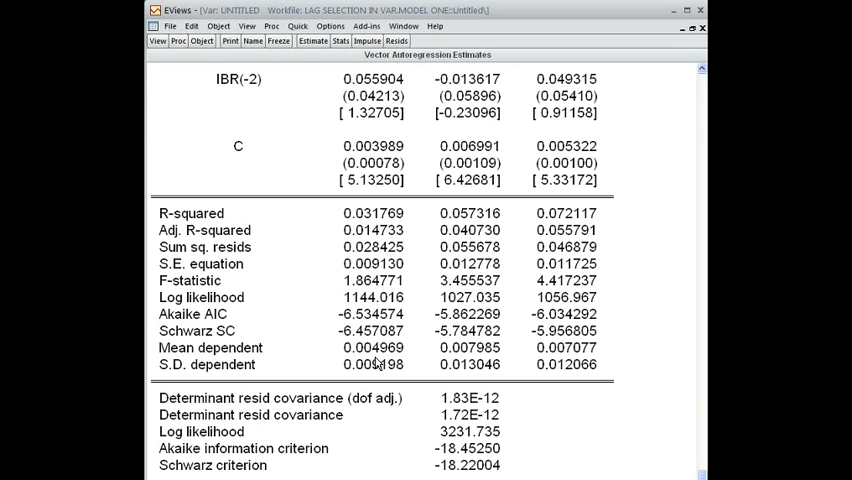 EViews - [Var: UNTITLED Workfile: LAG SELECTION IN VAR.MODEL ONE::Untitled\]
File Edit Object View Proc Quick Options Add-ins Window Help
View Proc Object Print Name Freeze Estimate Stats Impulse Resids
Vector Autoregression Estimates
IBR(-2) 0.055904 -0.013617 0.049315
(0.04213) (0.05896) (0.05410)
[ 1.32705] [-0.23096] [ 0.91158]
C 0.003989 0.006991 0.005322
(0.00078) (0.00109) (0.00100)
[ 5.13250] [ 6.42681] [ 5.33172]
R-squared 0.031769 0.057316 0.072117
Adj. R-squared 0.014733 0.040730 0.055791
Sum sq. resids 0.028425 0.055678 0.046879
S.E. equation 0.009130 0.012778 0.011725
F-statistic 1.864771 3.455537 4.417237
Log likelihood 1144.016 1027.035 1056.967
Akaike AIC -6.534574 -5.862269 -6.034292
Schwarz SC -6.457087 -5.784782 -5.956805
Mean dependent 0.004969 0.007985 0.007077
S.D. dependent 0.009198 0.013046 0.012066
Determinant resid covariance (dof adj.) 1.83E-12
Determinant resid covariance 1.72E-12
Log likelihood 3231.735
Akaike information criterion -18.45250
Schwarz criterion -18.22004